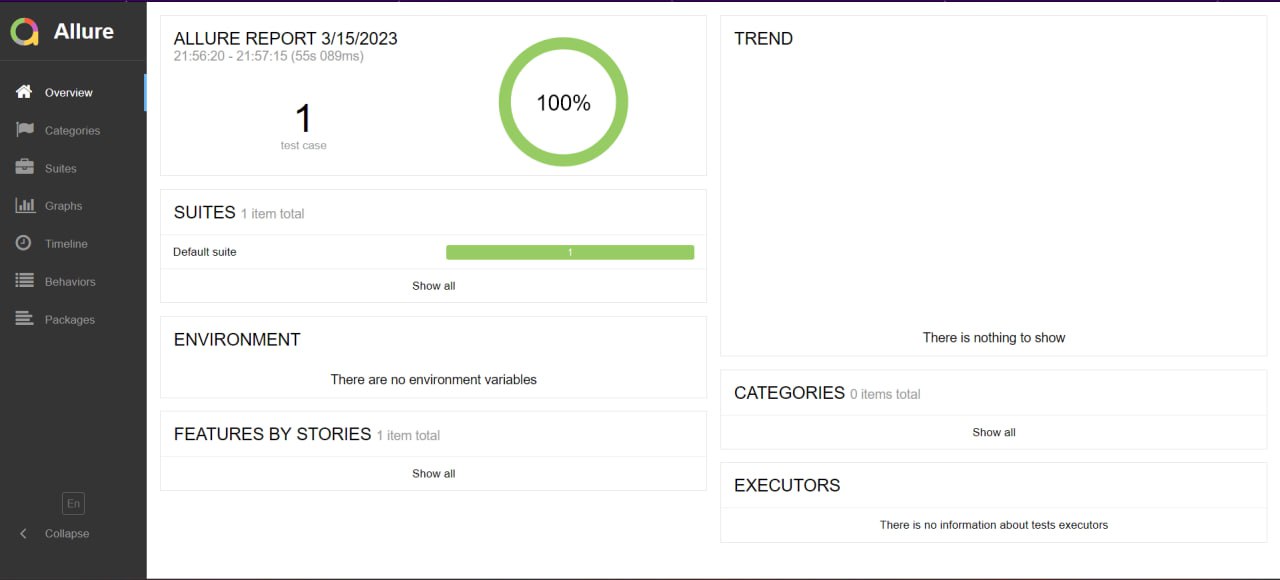 Allure
Overview
Categories
Suites
Graphs
Timeline
Behaviors
Packages
En
Collapse
ALLURE REPORT 3/15/2023
21:56:20 - 21:57:15 (55s 089ms)
1
test case
100%
SUITES 1 item total
Default suite 1
Show all
ENVIRONMENT
There are no environment variables
FEATURES BY STORIES 1 item total
Show all
TREND
There is nothing to show
CATEGORIES 0 items total
Show all
EXECUTORS
There is no information about tests executors